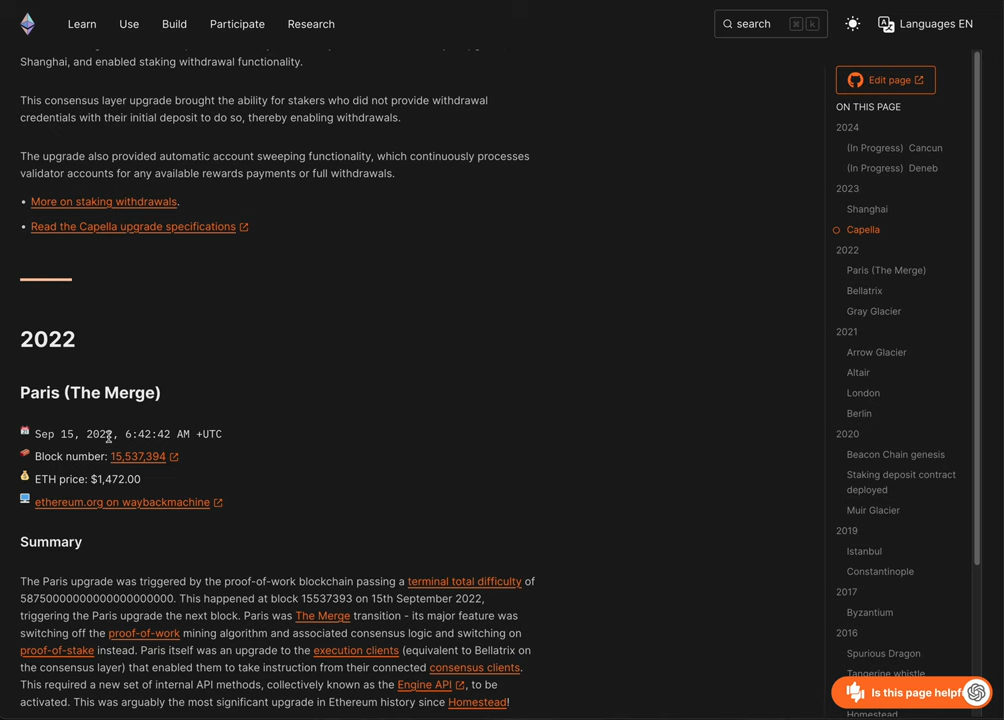 Learn Use Build Participate Research search ⌘ k Languages EN
Shanghai, and enabled staking withdrawal functionality.
This consensus layer upgrade brought the ability for stakers who did not provide withdrawal
credentials with their initial deposit to do so, thereby enabling withdrawals.
The upgrade also provided automatic account sweeping functionality, which continuously processes
validator accounts for any available rewards payments or full withdrawals.
• More on staking withdrawals.
• Read the Capella upgrade specifications
2022
Paris (The Merge)
Sep 15, 2022, 6:42:42 AM +UTC
Block number: 15,537,394
ETH price: $1,472.00
ethereum.org on waybackmachine
Summary
The Paris upgrade was triggered by the proof-of-work blockchain passing a terminal total difficulty of
58750000000000000000000. This happened at block 15537393 on 15th September 2022,
triggering the Paris upgrade the next block. Paris was The Merge transition - its major feature was
switching off the proof-of-work mining algorithm and associated consensus logic and switching on
proof-of-stake instead. Paris itself was an upgrade to the execution clients (equivalent to Bellatrix on
the consensus layer) that enabled them to take instruction from their connected consensus clients.
This required a new set of internal API methods, collectively known as the Engine API, to be
activated. This was arguably the most significant upgrade in Ethereum history since Homestead!
Edit page
ON THIS PAGE
2024
(In Progress) Cancun
(In Progress) Deneb
2023
Shanghai
Capella
2022
Paris (The Merge)
Bellatrix
Gray Glacier
2021
Arrow Glacier
Altair
London
Berlin
2020
Beacon Chain genesis
Staking deposit contract
deployed
Muir Glacier
2019
Istanbul
Constantinople
2017
Byzantium
2016
Spurious Dragon
Tangerine whistle
Is this page helpf
Homestead